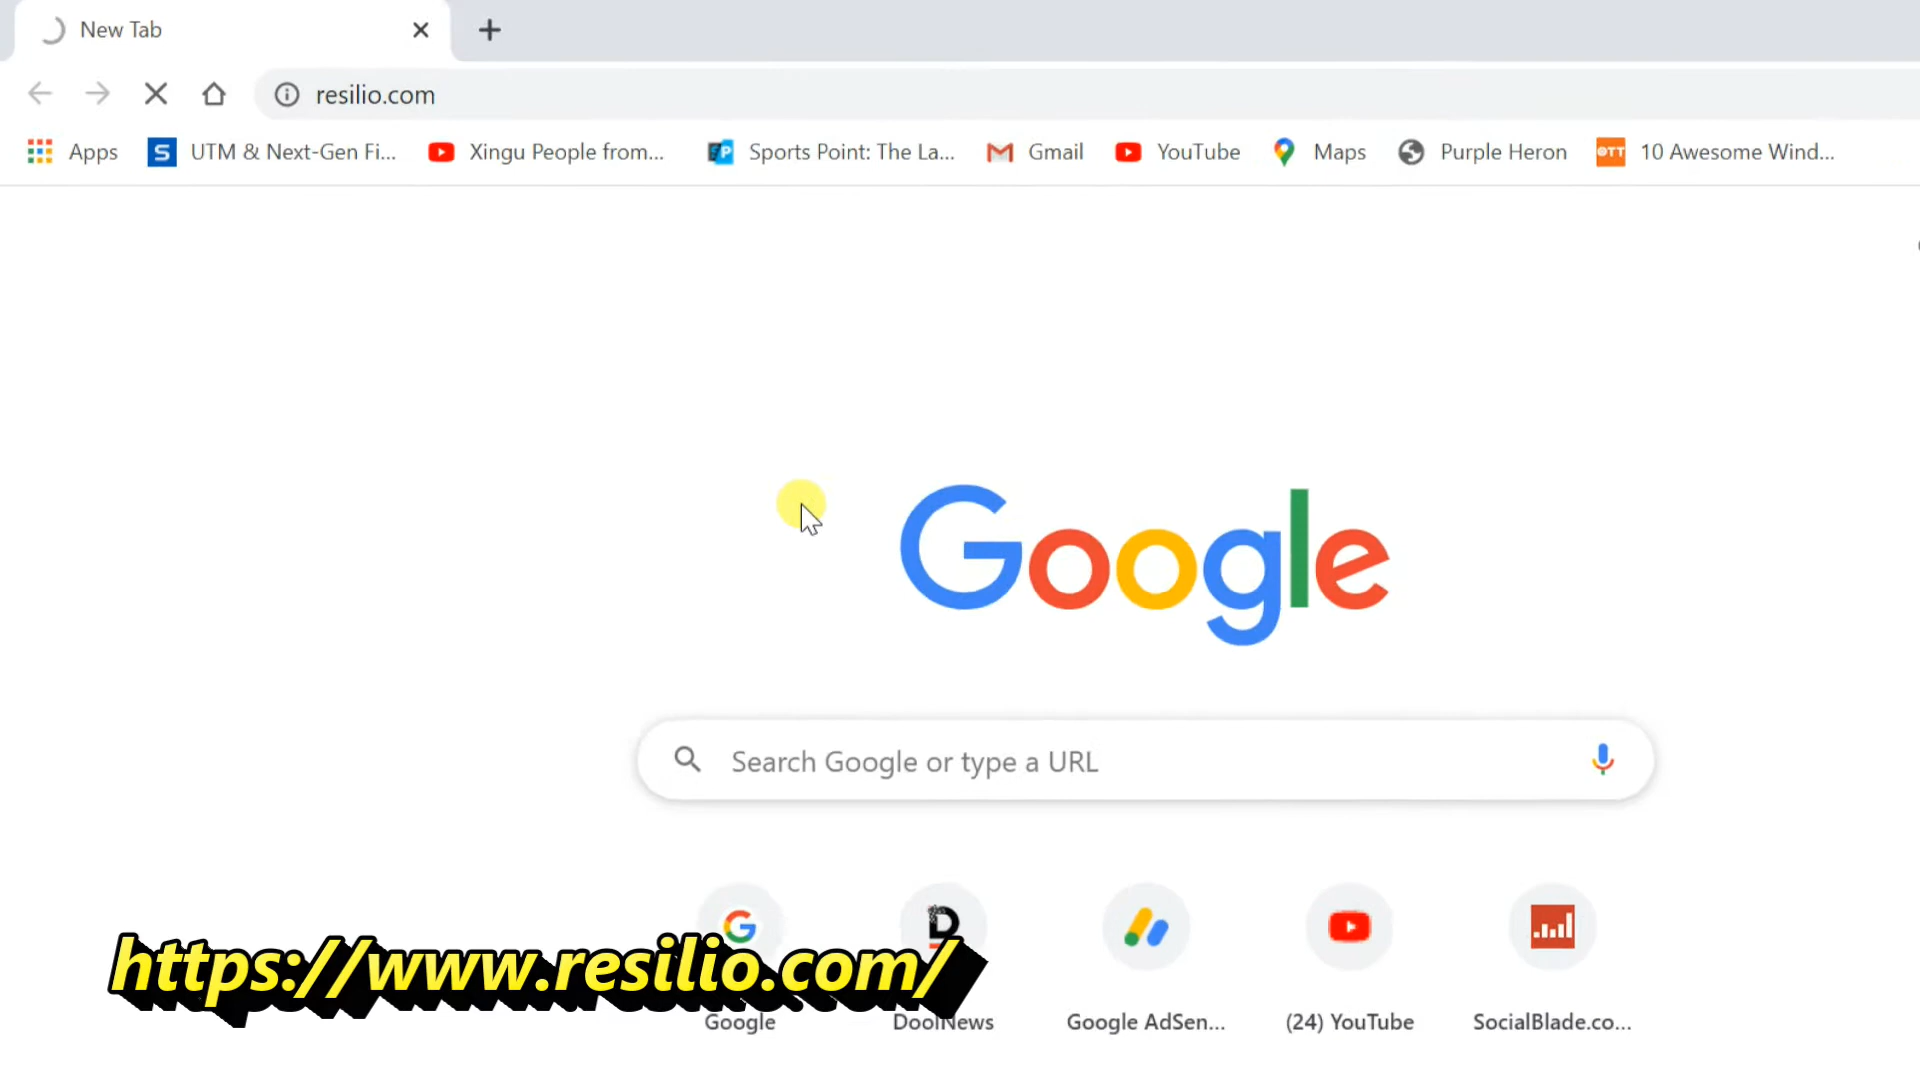 New Tab
resilio.com
Apps
UTM & Next-Gen Fi...
Xingu People from...
Sports Point: The La...
Gmail
YouTube
Maps
Purple Heron
10 Awesome Wind...
Google
Search Google or type a URL
https://www.resilio.com/
Google
DoolNews
Google AdSen...
(24) YouTube
SocialBlade.co...